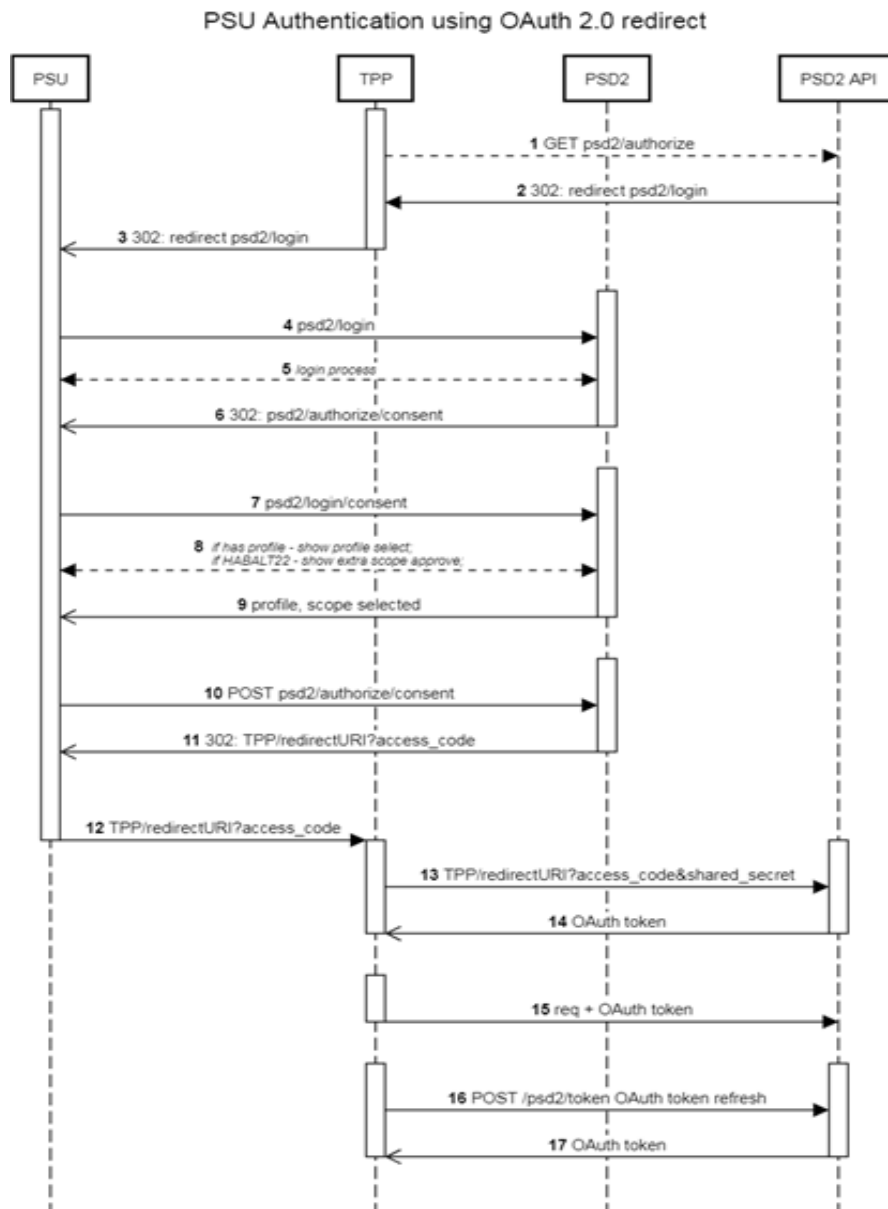 PSU Authentication using OAuth 2.0 redirect
PSU
TPP
PSD2
PSD2 API
1 GET psd2/authorize
2 302: redirect psd2/login
3 302: redirect psd2/login
4 psd2/login
5 login process
6 302: psd2/authorize/consent
7 psd2/login/consent
8 if has profile - show profile select;
if HABALT22 - show extra scope approve;
9 profile, scope selected
10 POST psd2/authorize/consent
11 302: TPP/redirectURI?access_code
12 TPP/redirectURI?access_code
13 TPP/redirectURI?access_code&shared_secret
14 OAuth token
15 req + OAuth token
16 POST /psd2/token OAuth token refresh
17 OAuth token